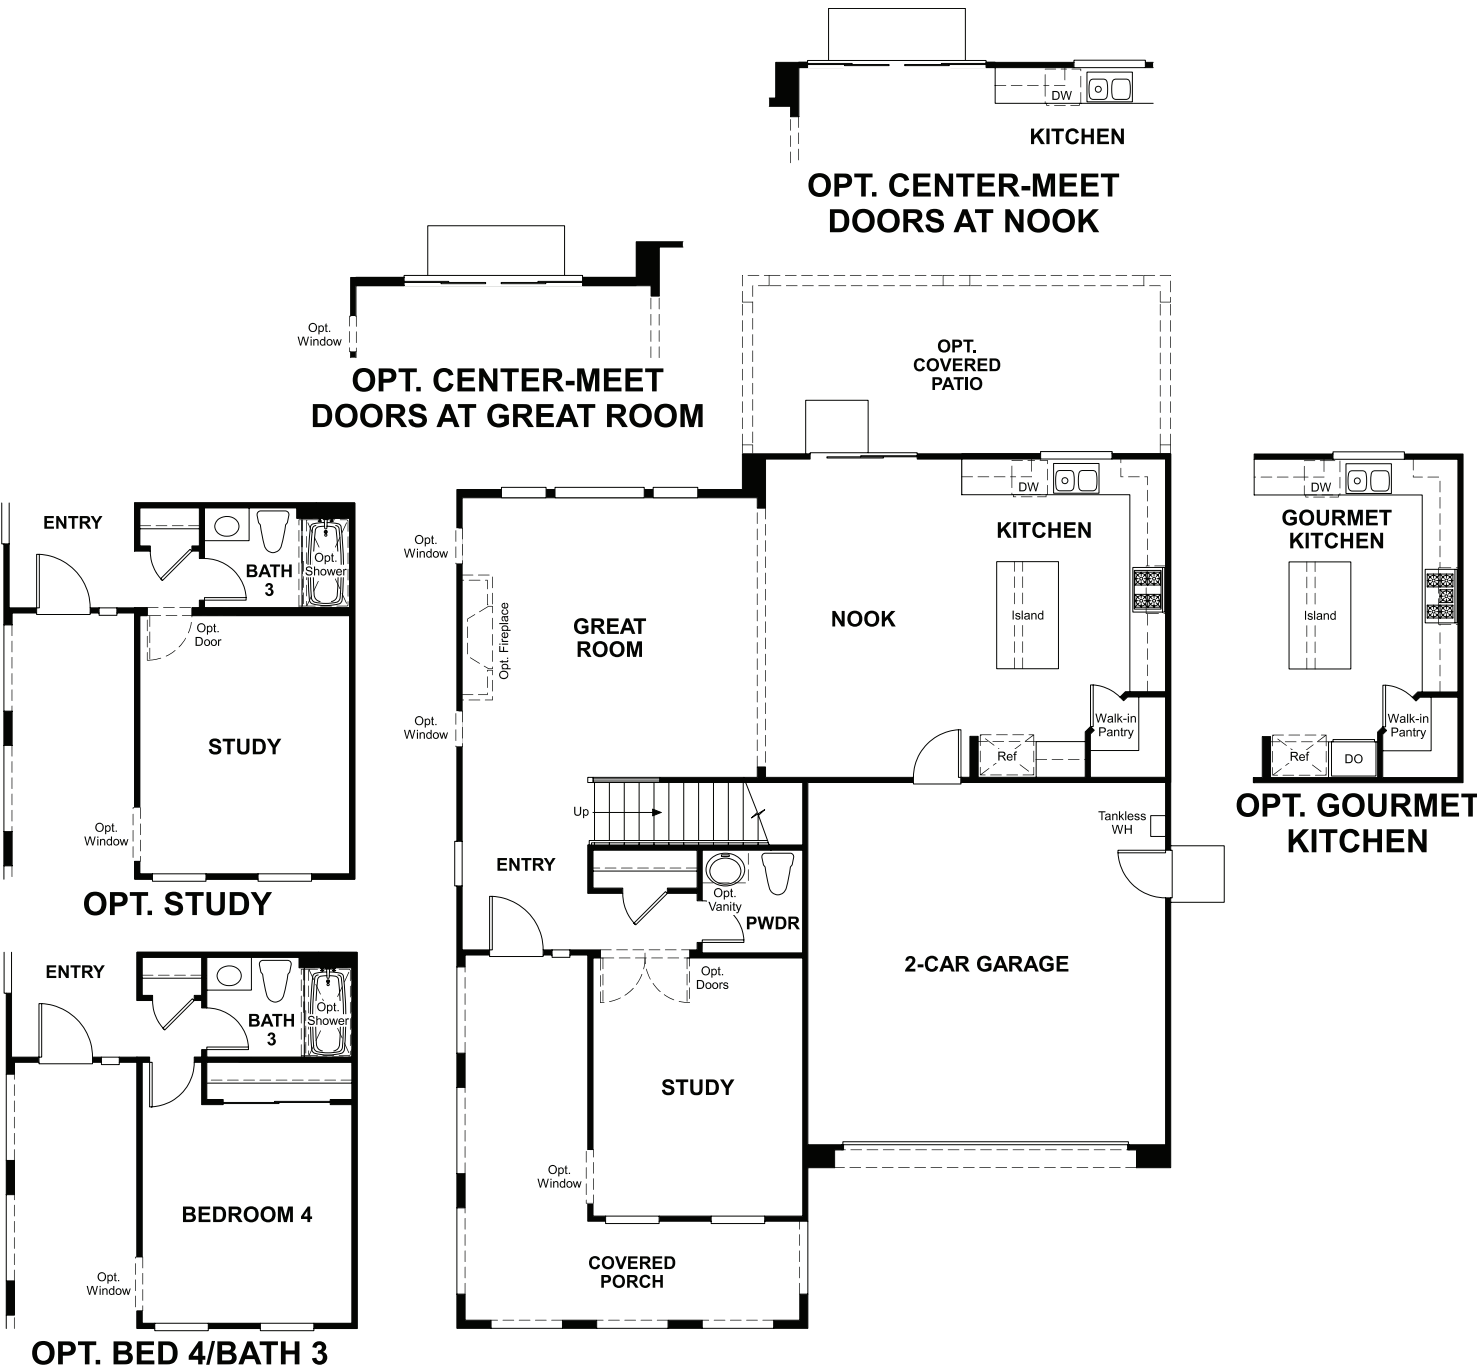 DW
KITCHEN
OPT. CENTER-MEET
DOORS AT NOOK
Opt.
Window
OPT. CENTER-MEET
DOORS AT GREAT ROOM
OPT.
COVERED
PATIO
ENTRY
BATH
3
Opt.
Shower
Opt.
Door
STUDY
Opt.
Window
OPT. STUDY
ENTRY
BATH
3
Opt.
Shower
BEDROOM 4
Opt.
Window
OPT. BED 4/BATH 3
Opt.
Window
Opt. Fireplace
GREAT
ROOM
Opt.
Window
NOOK
DW
KITCHEN
Island
Walk-in
Pantry
Ref
Up
ENTRY
Opt.
Vanity
PWDR
Opt.
Doors
STUDY
Opt.
Window
COVERED
PORCH
Tankless
WH
2-CAR GARAGE
DW
GOURMET
KITCHEN
Island
Walk-in
Pantry
Ref
DO
OPT. GOURMET
KITCHEN